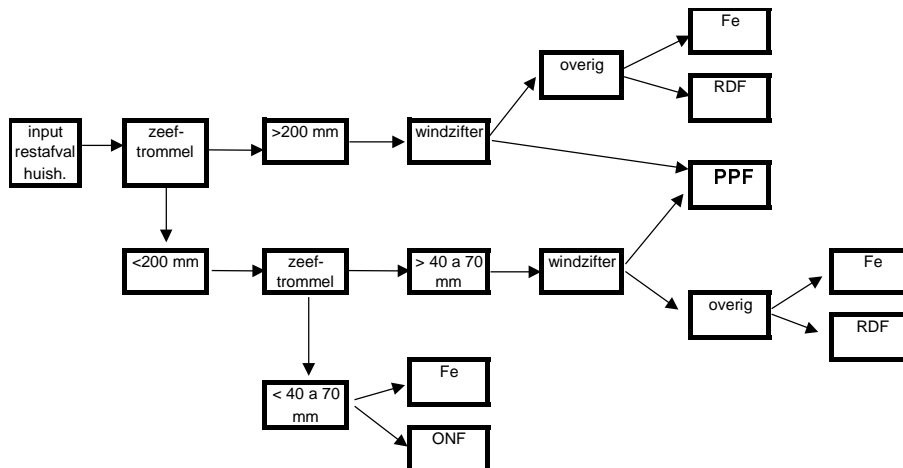 Fe
overig
RDF
input
restafval
huish.
zeef-
trommel
>200 mm
windzifter
PPF
<200 mm
zeef-
trommel
> 40 a 70
mm
windzifter
Fe
overig
RDF
< 40 a 70
mm
Fe
ONF